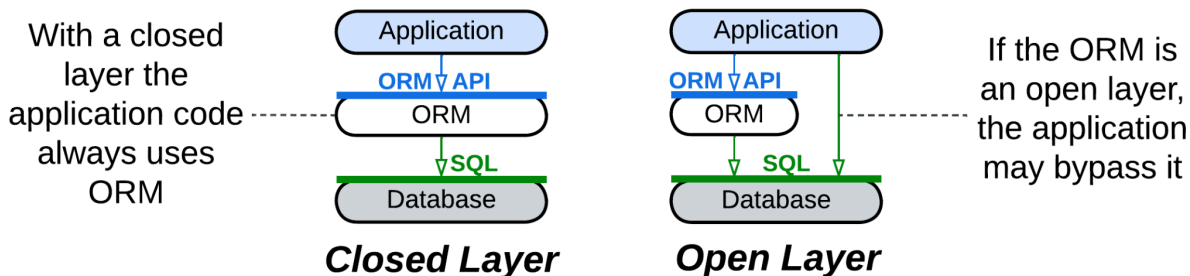 With a closed
layer the
application code
always uses
ORM
Application
ORM API
ORM
SQL
Database
Closed Layer
Application
ORM API
ORM
SQL
Database
Open Layer
If the ORM is
an open layer,
the application
may bypass it